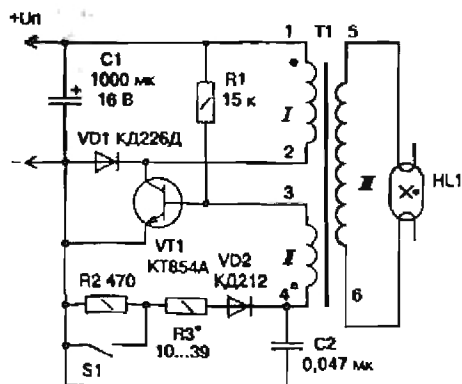 +Uп
1 T1 5
C1
1000 мк
16 В
+
R1
15 к
I
VD1 КД226Д
2
III
HL1
3
VT1
КТ854А
II
VD2
КД212
R2 470
4
6
R3*
10...39
S1
C2
0,047 мк